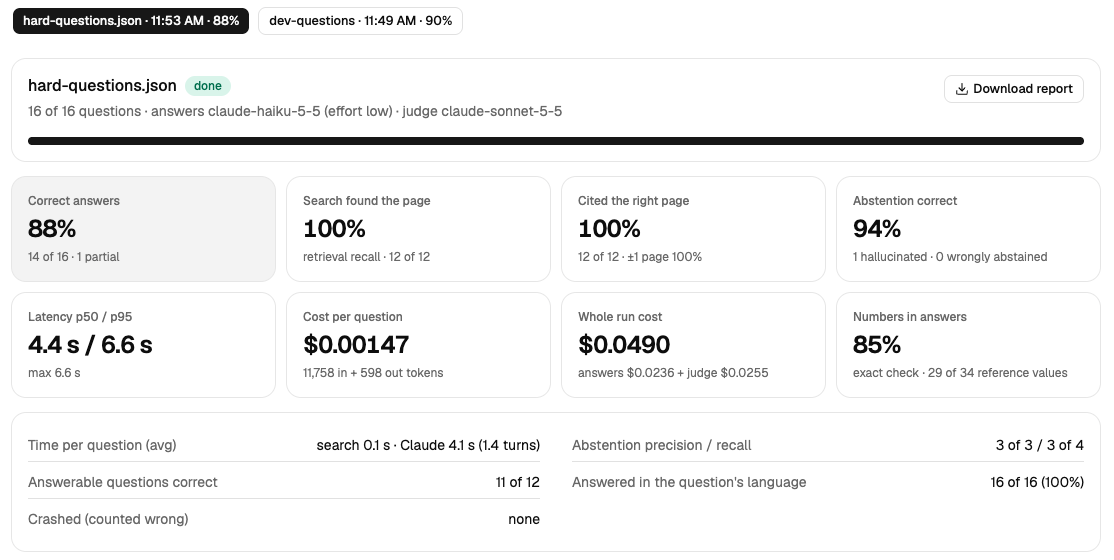 hard-questions.json · 11:53 AM · 88%
dev-questions · 11:49 AM · 90%
hard-questions.json done
Download report
16 of 16 questions · answers claude-haiku-5-5 (effort low) · judge claude-sonnet-5-5
Correct answers
88%
14 of 16 · 1 partial
Search found the page
100%
retrieval recall · 12 of 12
Cited the right page
100%
12 of 12 · ±1 page 100%
Abstention correct
94%
1 hallucinated · 0 wrongly abstained
Latency p50 / p95
4.4 s / 6.6 s
max 6.6 s
Cost per question
$0.00147
11,758 in + 598 out tokens
Whole run cost
$0.0490
answers $0.0236 + judge $0.0255
Numbers in answers
85%
exact check · 29 of 34 reference values
Time per question (avg) search 0.1 s · Claude 4.1 s (1.4 turns)
Abstention precision / recall 3 of 3 / 3 of 4
Answerable questions correct 11 of 12
Answered in the question's language 16 of 16 (100%)
Crashed (counted wrong) none